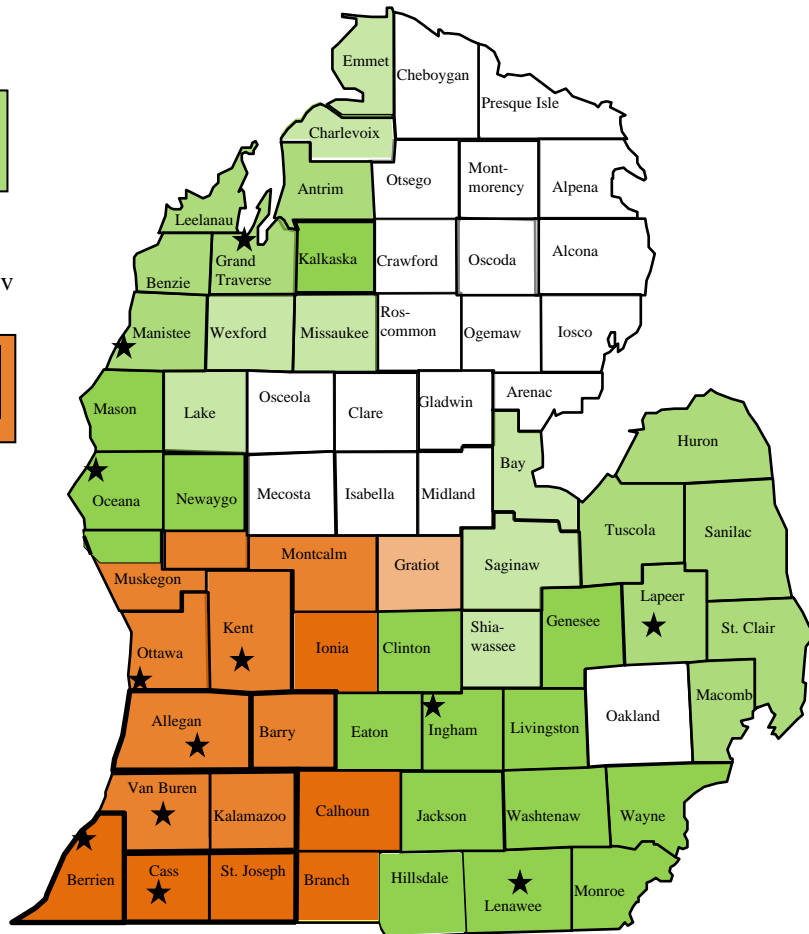 Emmet
Cheboygan
Presque Isle
Charlevoix
Antrim
Otsego
Mont-
morency
Alpena
Leelanau
Benzie
Grand
Traverse
Kalkaska
Crawford
Oscoda
Alcona
v
Manistee
Wexford
Missaukee
Ros-
common
Ogemaw
Iosco
Mason
Lake
Osceola
Clare
Gladwin
Arenac
Huron
Oceana
Newaygo
Mecosta
Isabella
Midland
Bay
Tuscola
Sanilac
Muskegon
Montcalm
Gratiot
Saginaw
Lapeer
St. Clair
Ottawa
Kent
Ionia
Clinton
Shia-
wassee
Genesee
Macomb
Allegan
Barry
Eaton
Ingham
Livingston
Oakland
Van Buren
Kalamazoo
Calhoun
Jackson
Washtenaw
Wayne
Berrien
Cass
St. Joseph
Branch
Hillsdale
Lenawee
Monroe